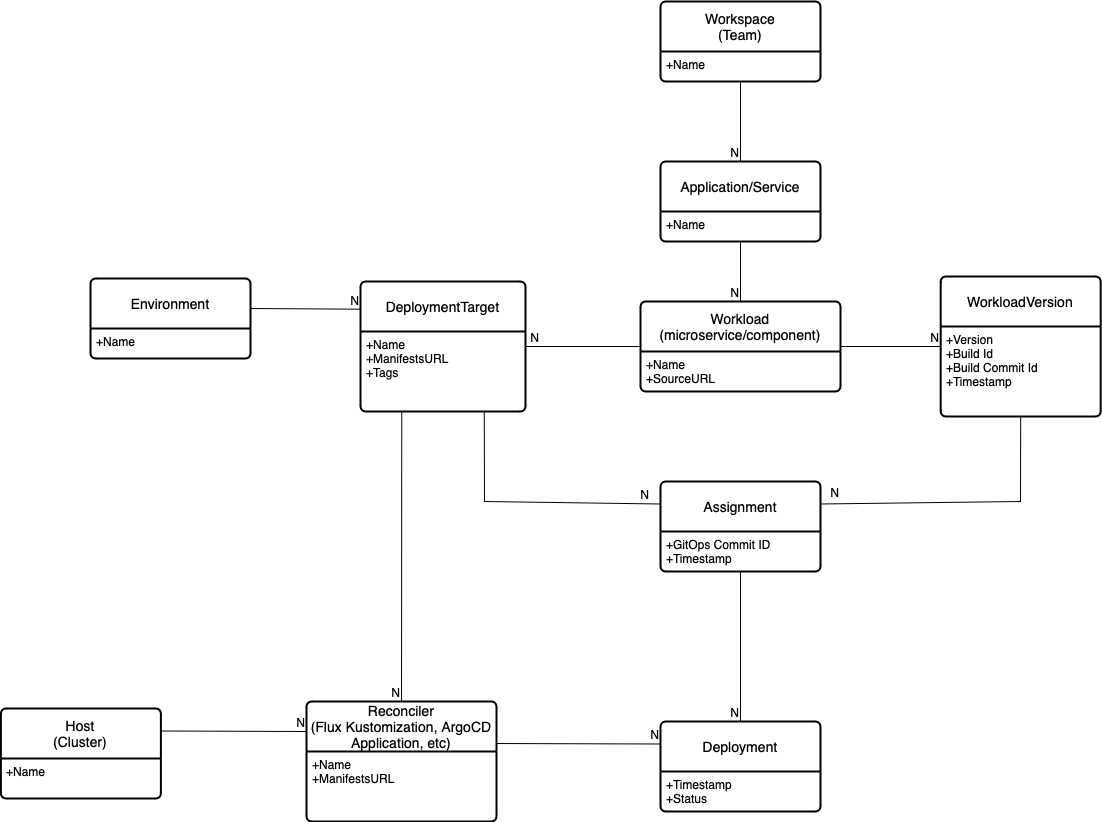 Workspace
(Team)
+Name
N
Application/Service
+Name
N
Environment
+Name
N
DeploymentTarget
+Name
+ManifestsURL
+Tags
N
Workload
(microservice/component)
+Name
+SourceURL
N
WorkloadVersion
+Version
+Build Id
+Build Commit Id
+Timestamp
N
Assignment
N
+GitOps Commit ID
+Timestamp
Host
(Cluster)
+Name
N
N
Reconciler
(Flux Kustomization, ArgoCD
Application, etc)
+Name
+ManifestsURL
N
N
Deployment
+Timestamp
+Status